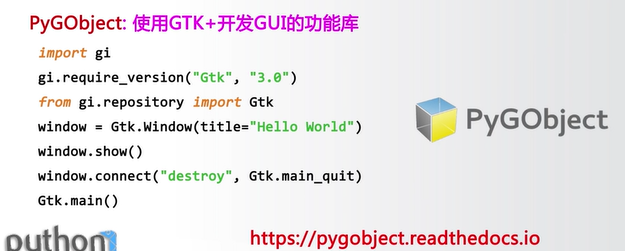 PyGObject: 使用GTK+开发GUI的功能库
import gi
gi.require_version("Gtk", "3.0")
from gi.repository import Gtk
window = Gtk.Window(title="Hello World")
window.show()
window.connect("destroy", Gtk.main_quit)
Gtk.main()
PyGObject
https://pygobject.readthedocs.io